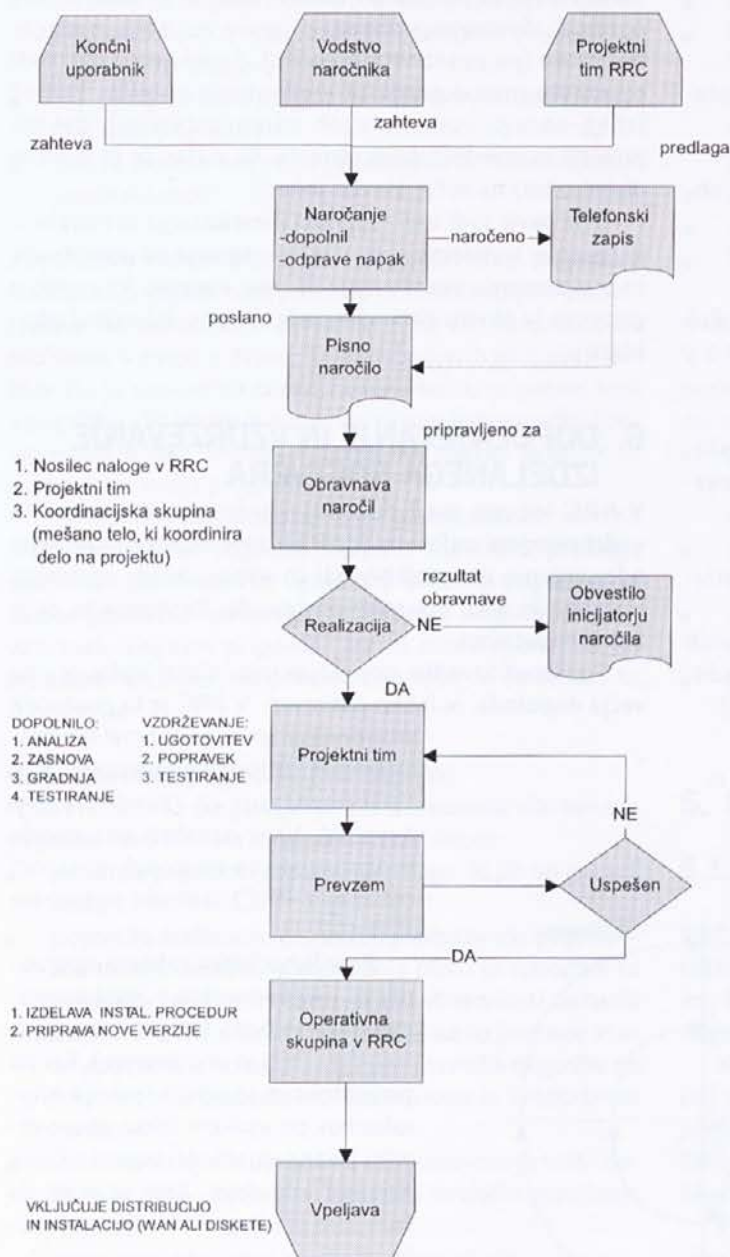 Končni
uporabnik
Vodstvo
naročnika
Projektni
tim RRC
zahteva
zahteva
predlaga
Naročanje
-dopolnil
-odprave napak
naročeno
Telefonski
zapis
poslano
Pisno
naročilo
pripravljeno za
1. Nosilec naloge v RRC
2. Projektni tim
3. Koordinacijska skupina
(mešano telo, ki koordinira
delo na projektu)
Obravnava
naročil
Realizacija
NE
rezultat
obravnave
Obvestilo
inicijatorju
naročila
DA
DOPOLNILO:
1. ANALIZA
2. ZASNOVA
3. GRADNJA
4. TESTIRANJE
VZDRŽEVANJE:
1. UGOTOVITEV
2. POPRAVEK
3. TESTIRANJE
Projektni tim
NE
Prevzem
Uspešen
DA
1. IZDELAVA INSTAL. PROCEDUR
2. PRIPRAVA NOVE VERZIJE
Operativna
skupina v RRC
VKLJUČUJE DISTRIBUCIJO
IN INSTALACIJO (WAN ALI DISKETE)
Vpeljava